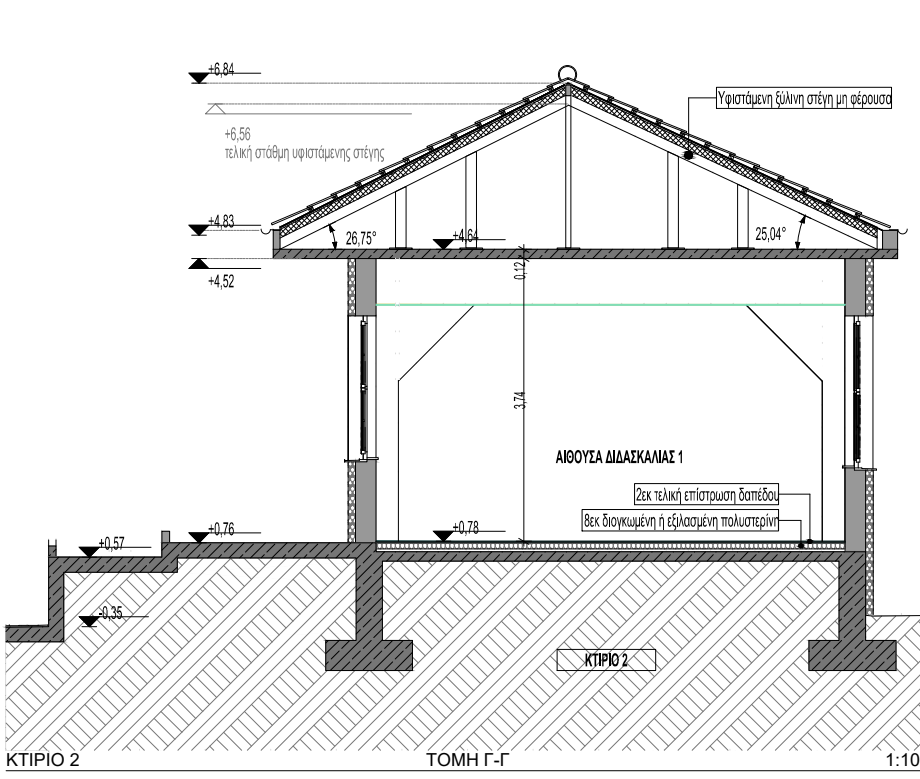 +6,84
Υφιστάμενη ξύλινη στέγη μη φέρουσα
+6,56
τελική στάθμη υφιστάμενης στέγης
+4,83
26,75°
+4,64
25,04°
+4,52
0,12
3,74
ΑΙΘΟΥΣΑ ΔΙΔΑΣΚΑΛΙΑΣ 1
2εκ τελική επίστρωση δαπέδου
+0,76
+0,78
8εκ διογκωμένη ή εξιλασμένη πολυστερίνη
+0,57
-0,35
ΚΤΙΡΙΟ 2
ΚΤΙΡΙΟ 2
ΤΟΜΗ Γ-Γ
1:10